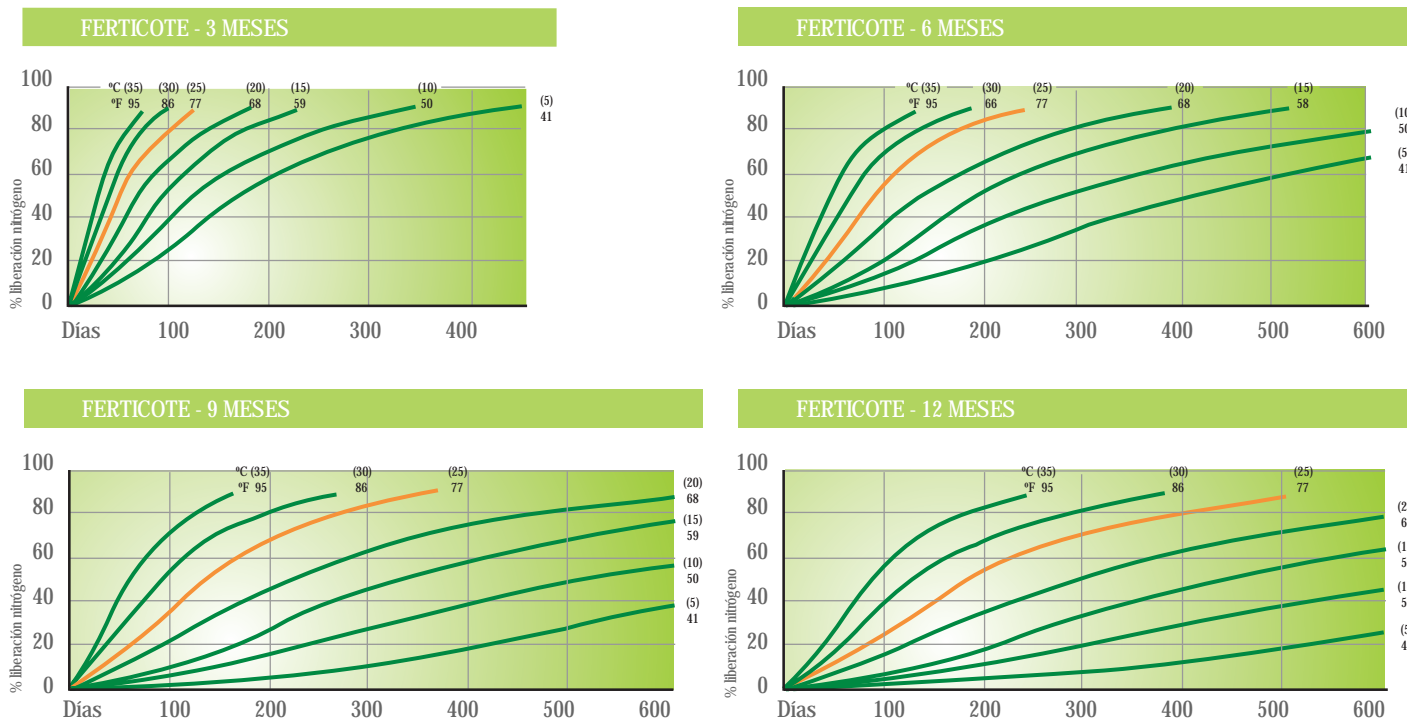 FERTICOTE - 3 MESES
% liberación nitrógeno
100
80
60
40
20
0
ºC (35) (30) (25) (20) (15) (10) (5)
ºF 95 86 77 68 59 50 41
Días 100 200 300 400
FERTICOTE - 6 MESES
% liberación nitrógeno
100
80
60
40
20
0
ºC (35) (30) (25) (20) (15)
ºF 95 66 77 68 58
50
41
Días 100 200 300 400 500 600
FERTICOTE - 9 MESES
% liberación nitrógeno
100
80
60
40
20
0
ºC (35) (30) (25)
ºF 95 86 77
(20)
68
(15)
59
(10)
50
(5)
41
Días 100 200 300 400 500 600
FERTICOTE - 12 MESES
% liberación nitrógeno
100
80
60
40
20
0
ºC (35) (30) (25)
ºF 95 86 77
Días 100 200 300 400 500 600